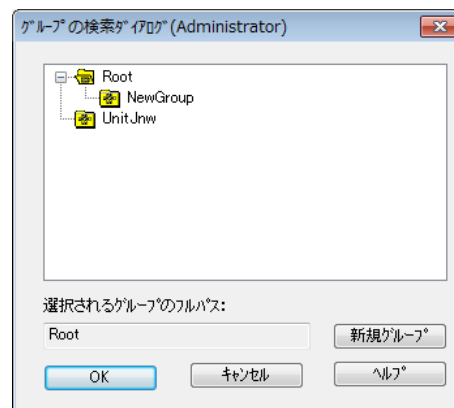 ｸﾞﾙｰﾌﾟの検索ﾀﾞｲｱﾛｸﾞ(Administrator)
Root
NewGroup
UnitJnw
選択されるｸﾞﾙｰﾌﾟのﾌﾙﾊﾟｽ:
Root
新規ｸﾞﾙｰﾌﾟ
OK
ｷｬﾝｾﾙ
ﾍﾙﾌﾟ